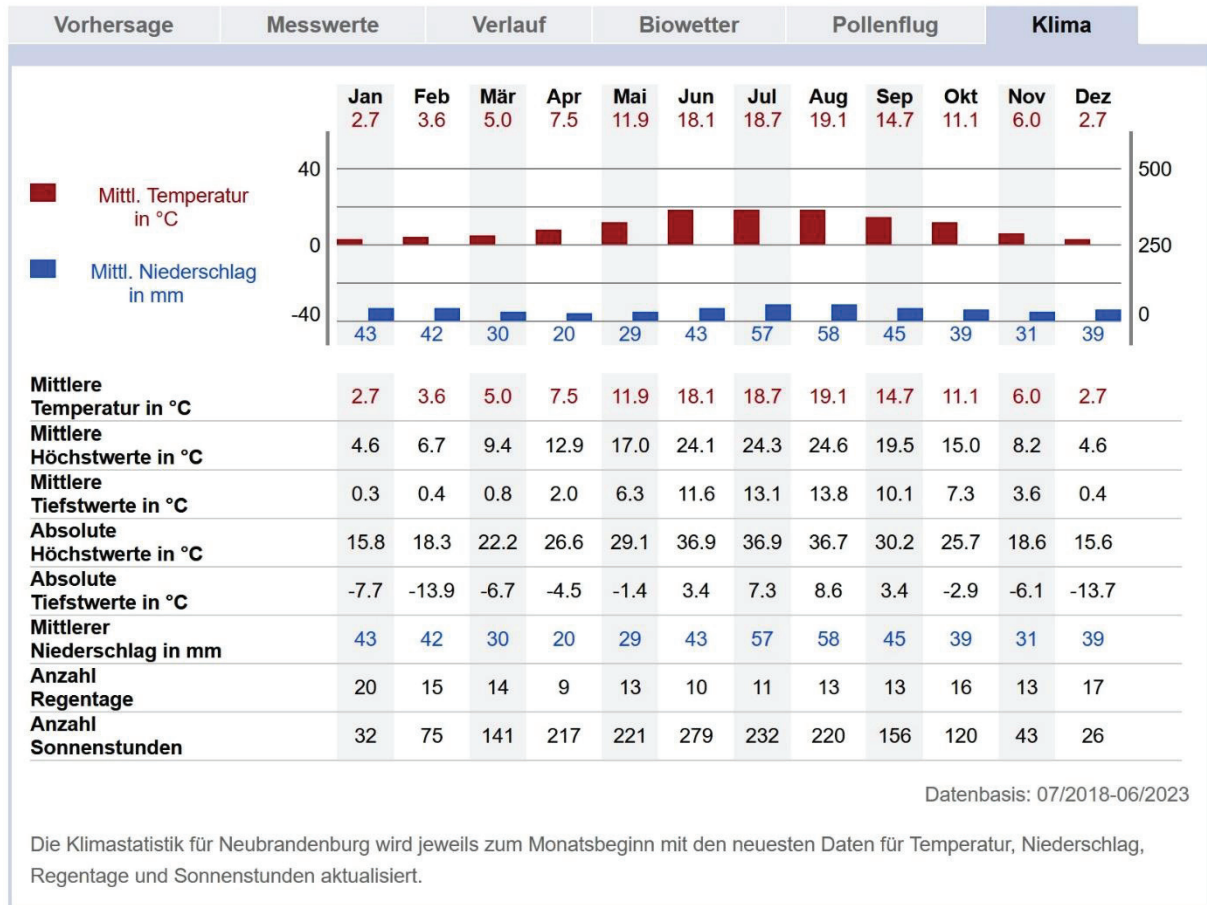 Vorhersage Messwerte Verlauf Biowetter Pollenflug Klima
Jan Feb Mär Apr Mai Jun Jul Aug Sep Okt Nov Dez
2.7 3.6 5.0 7.5 11.9 18.1 18.7 19.1 14.7 11.1 6.0 2.7
40 500
Mittl. Temperatur
in °C
0 250
Mittl. Niederschlag
in mm
-40 0
43 42 30 20 29 43 57 58 45 39 31 39
Mittlere
Temperatur in °C 2.7 3.6 5.0 7.5 11.9 18.1 18.7 19.1 14.7 11.1 6.0 2.7
Mittlere
Höchstwerte in °C 4.6 6.7 9.4 12.9 17.0 24.1 24.3 24.6 19.5 15.0 8.2 4.6
Mittlere
Tiefstwerte in °C 0.3 0.4 0.8 2.0 6.3 11.6 13.1 13.8 10.1 7.3 3.6 0.4
Absolute
Höchstwerte in °C 15.8 18.3 22.2 26.6 29.1 36.9 36.9 36.7 30.2 25.7 18.6 15.6
Absolute
Tiefstwerte in °C -7.7 -13.9 -6.7 -4.5 -1.4 3.4 7.3 8.6 3.4 -2.9 -6.1 -13.7
Mittlerer
Niederschlag in mm 43 42 30 20 29 43 57 58 45 39 31 39
Anzahl
Regentage 20 15 14 9 13 10 11 13 13 16 13 17
Anzahl
Sonnenstunden 32 75 141 217 221 279 232 220 156 120 43 26
Datenbasis: 07/2018-06/2023
Die Klimastatistik für Neubrandenburg wird jeweils zum Monatsbeginn mit den neuesten Daten für Temperatur, Niederschlag,
Regentage und Sonnenstunden aktualisiert.